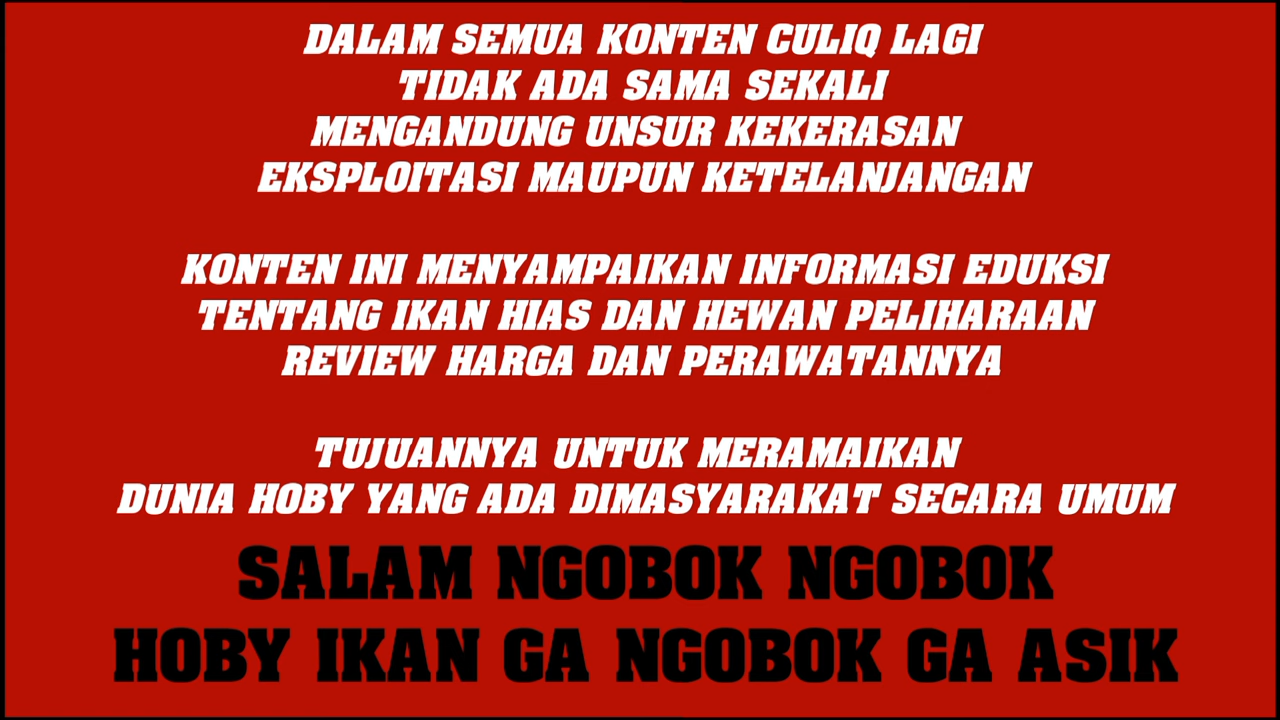 DALAM SEMUA KONTEN CULIQ LAGI
TIDAK ADA SAMA SEKALI
MENGANDUNG UNSUR KEKERASAN
EKSPLOITASI MAUPUN KETELANJANGAN
KONTEN INI MENYAMPAIKAN INFORMASI EDUKSI
TENTANG IKAN HIAS DAN HEWAN PELIHARAAN
REVIEW HARGA DAN PERAWATANNYA
TUJUANNYA UNTUK MERAMAIKAN
DUNIA HOBY YANG ADA DIMASYARAKAT SECARA UMUM
SALAM NGOBOK NGOBOK
HOBY IKAN GA NGOBOK GA ASIK